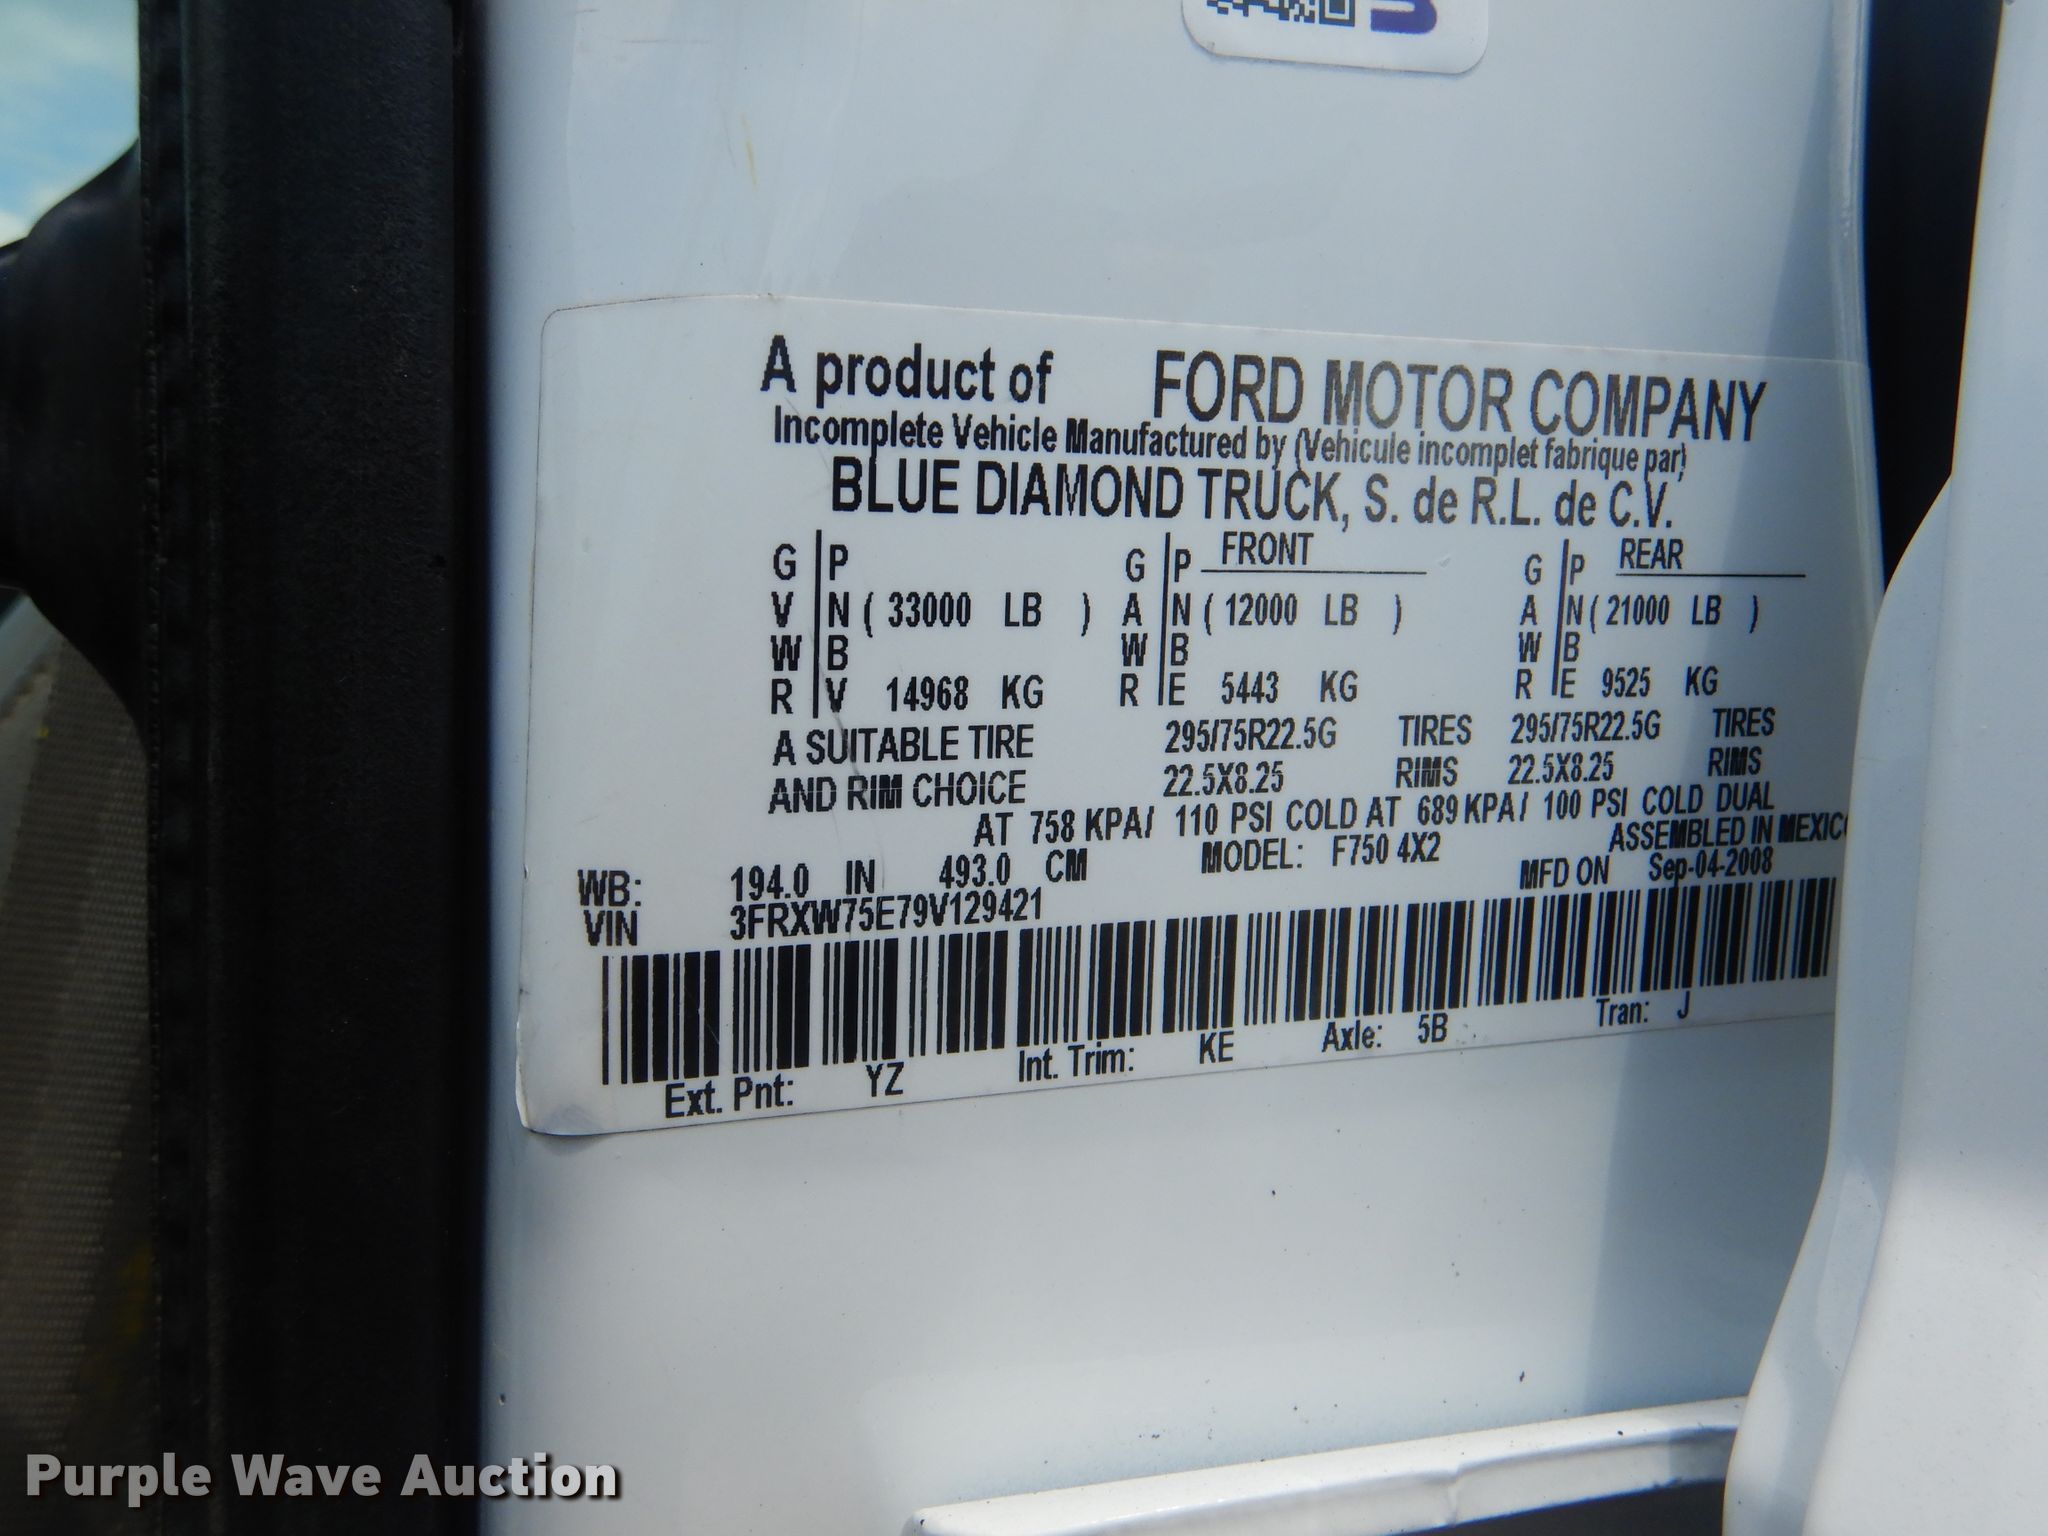 A product of FORD MOTOR COMPANY
Incomplete Vehicle Manufactured by (Vehicule incomplet fabrique par)
BLUE DIAMOND TRUCK, S. de R.L. de C.V.
G P G P FRONT G P REAR
V N ( 33000 LB ) A N ( 12000 LB ) A N ( 21000 LB )
W B W B W B
R V 14968 KG R E 5443 KG R E 9525 KG
A SUITABLE TIRE 295/75R22.5G TIRES 295/75R22.5G TIRES
AND RIM CHOICE 22.5X8.25 RIMS 22.5X8.25 RIMS
AT 758 KPA/ 110 PSI COLD AT 689 KPA/ 100 PSI COLD DUAL
ASSEMBLED IN MEXICO
WB: 194.0 IN 493.0 CM MODEL: F750 4X2 MFD ON Sep-04-2008
VIN 3FRXW75E79V129421
Ext. Pnt: YZ Int. Trim: KE Axle: 5B Tran: J
Purple Wave Auction